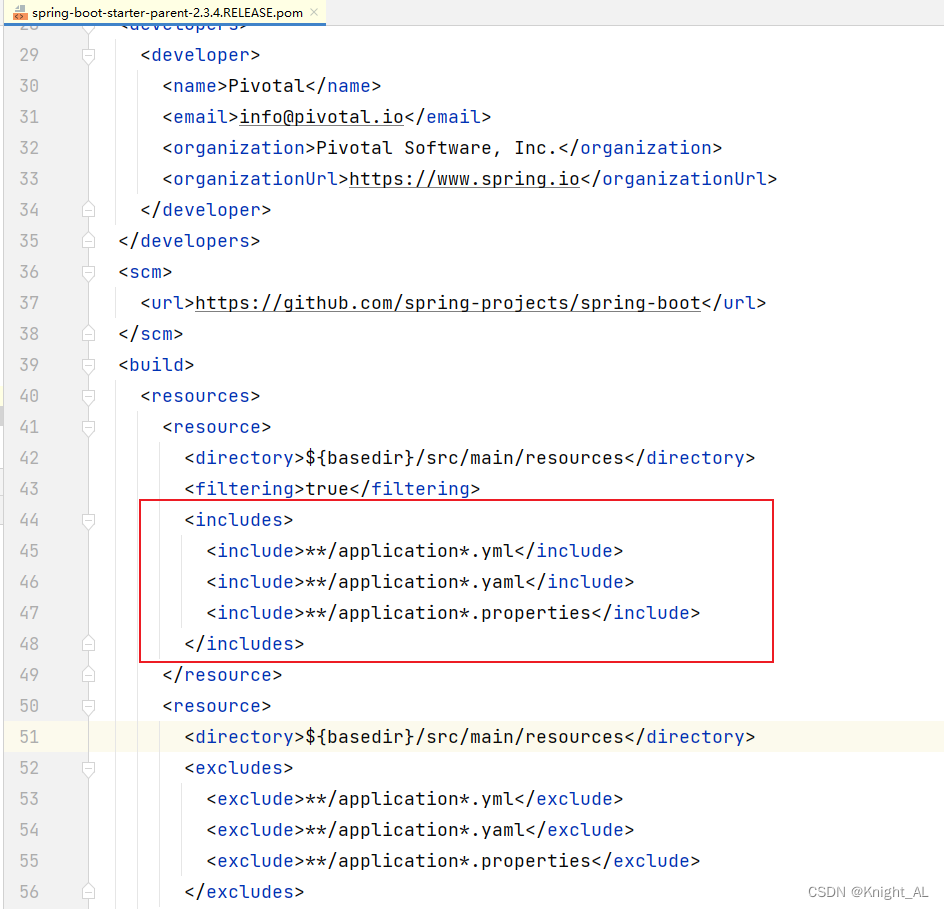 spring-boot-starter-parent-2.3.4.RELEASE.pom
28 <developers>
29 <developer>
30 <name>Pivotal</name>
31 <email>info@pivotal.io</email>
32 <organization>Pivotal Software, Inc.</organization>
33 <organizationUrl>https://www.spring.io</organizationUrl>
34 </developer>
35 </developers>
36 <scm>
37 <url>https://github.com/spring-projects/spring-boot</url>
38 </scm>
39 <build>
40 <resources>
41 <resource>
42 <directory>${basedir}/src/main/resources</directory>
43 <filtering>true</filtering>
44 <includes>
45 <include>**/application*.yml</include>
46 <include>**/application*.yaml</include>
47 <include>**/application*.properties</include>
48 </includes>
49 </resource>
50 <resource>
51 <directory>${basedir}/src/main/resources</directory>
52 <excludes>
53 <exclude>**/application*.yml</exclude>
54 <exclude>**/application*.yaml</exclude>
55 <exclude>**/application*.properties</exclude>
56 </excludes>
CSDN @Knight_AL